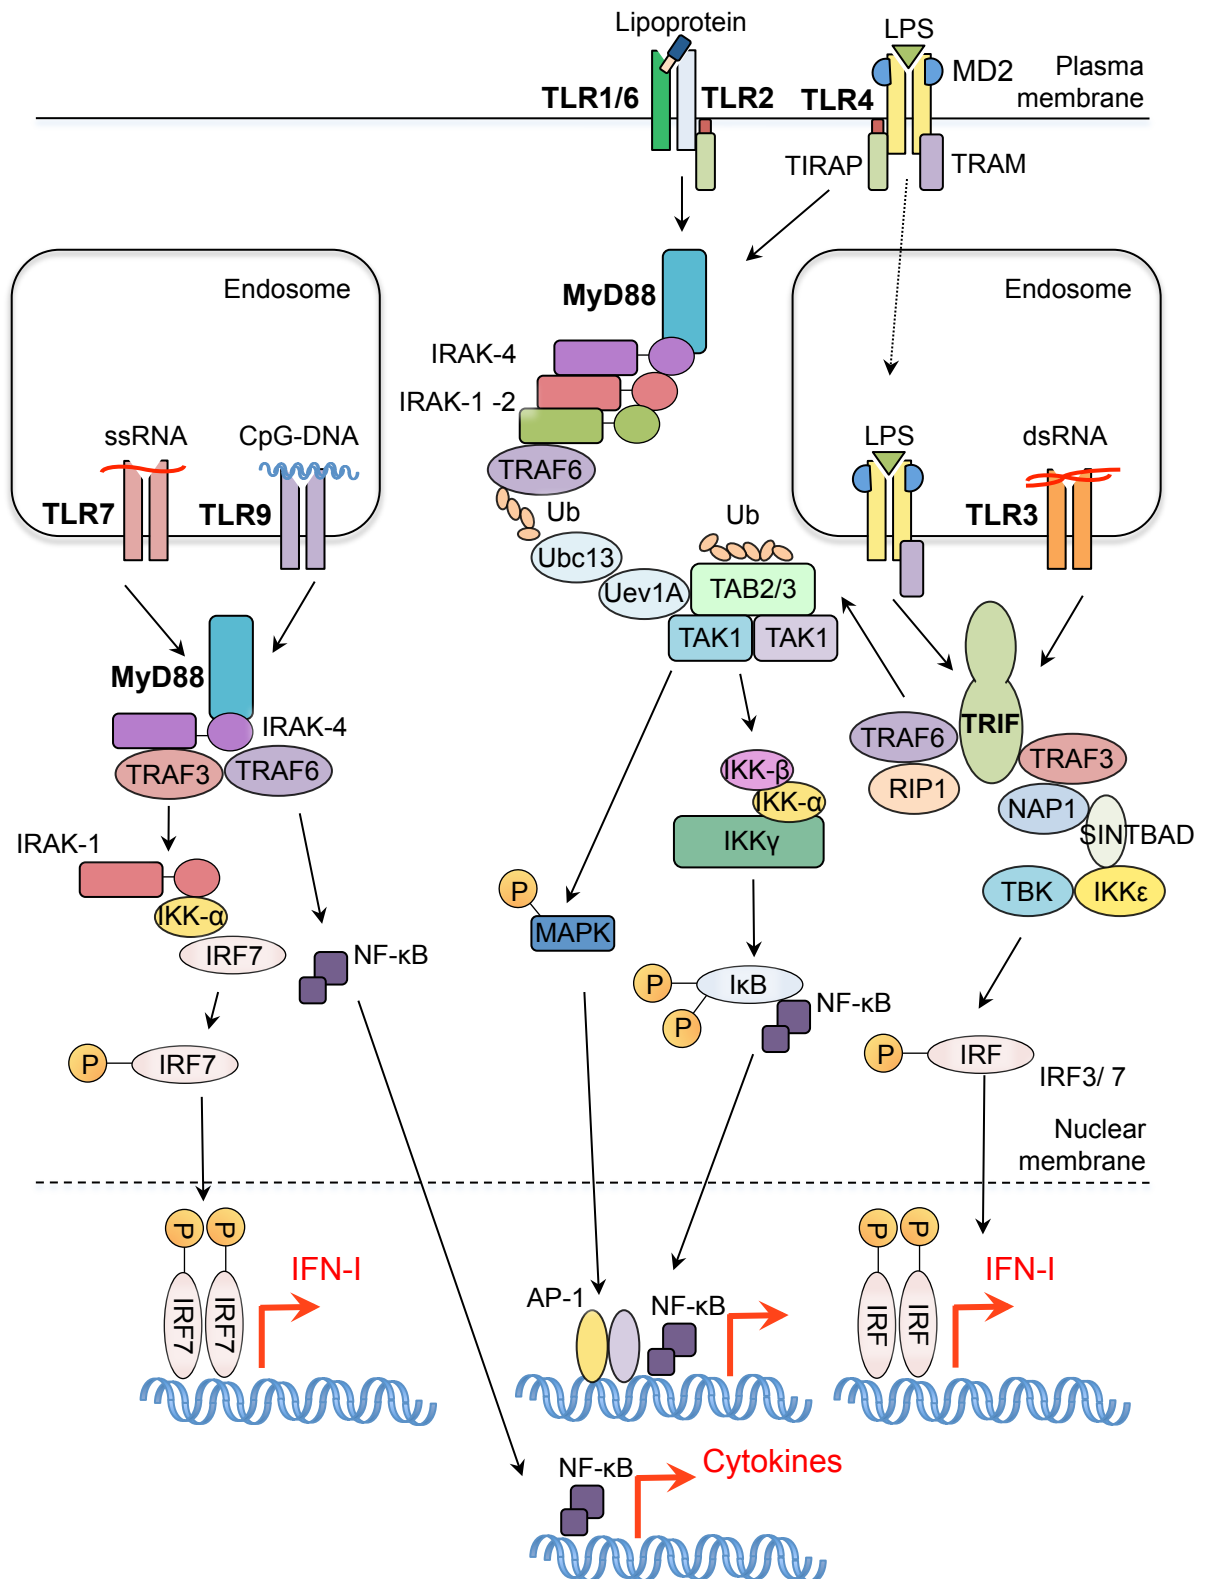 Lipoprotein
LPS
MD2
Plasma
membrane
TLR1/6
TLR2
TLR4
TIRAP
TRAM
Endosome
MyD88
Endosome
IRAK-4
IRAK-1 -2
ssRNA
CpG-DNA
TRAF6
LPS
dsRNA
TLR7
TLR9
Ub
Ub
TLR3
Ubc13
Uev1A
TAB2/3
TAK1
TAK1
MyD88
IRAK-4
TRAF3
TRAF6
TRAF6
TRIF
TRAF3
RIP1
NAP1
SINTBAD
IKK-β
IKK-α
IKKγ
IRAK-1
IKK-α
TBK
IKKε
P
MAPK
IRF7
NF-κB
P
IκB
P
NF-κB
P
IRF7
P
IRF
IRF3/ 7
Nuclear
membrane
P
P
IRF7
IRF7
IFN-I
AP-1
NF-κB
P
P
IRF
IRF
IFN-I
NF-κB
Cytokines